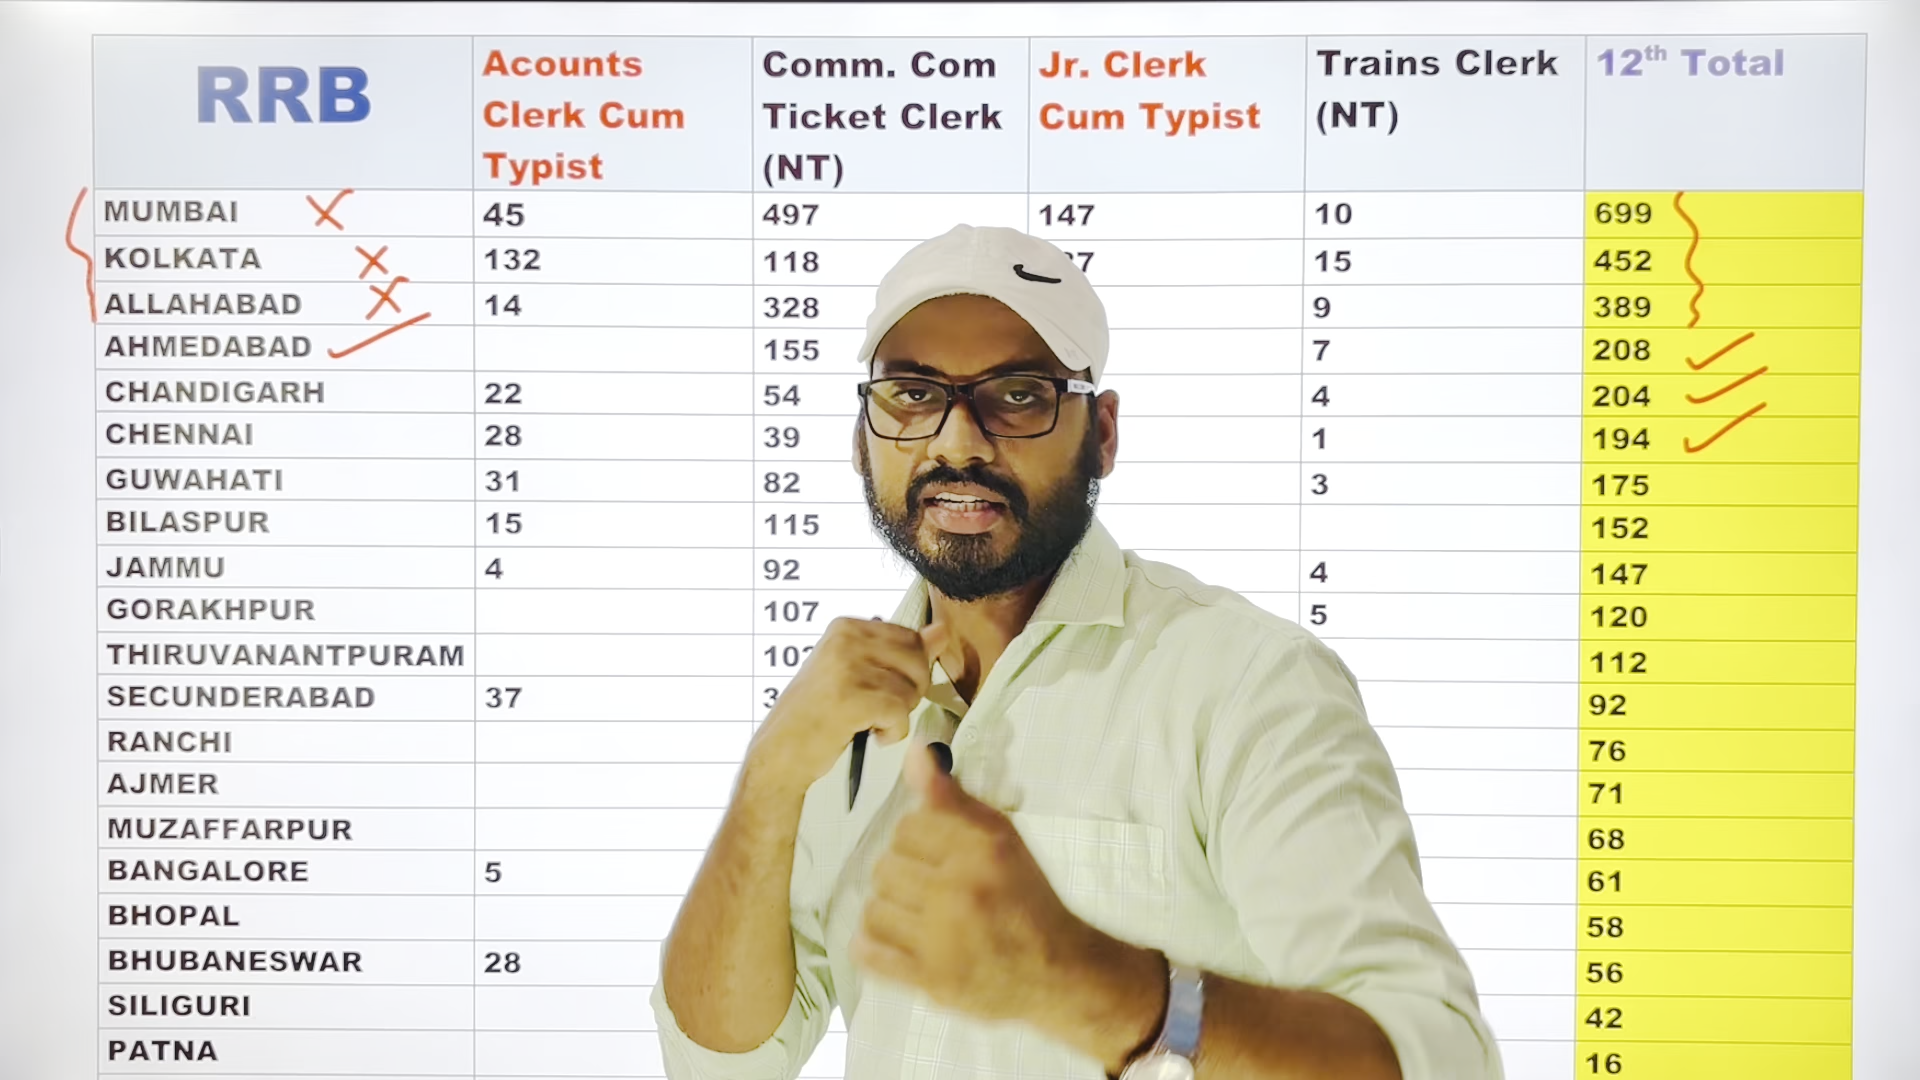 RRB Acounts Clerk Cum Typist Comm. Com Ticket Clerk (NT) Jr. Clerk Cum Typist Trains Clerk (NT) 12th Total
MUMBAI 45 497 147 10 699
KOLKATA 132 118 15 452
ALLAHABAD 14 328 9 389
AHMEDABAD 155 7 208
CHANDIGARH 22 54 4 204
CHENNAI 28 39 1 194
GUWAHATI 31 82 3 175
BILASPUR 15 115 152
JAMMU 4 92 4 147
GORAKHPUR 107 5 120
THIRUVANANTPURAM 112
SECUNDERABAD 37 92
RANCHI 76
AJMER 71
MUZAFFARPUR 68
BANGALORE 5 61
BHOPAL 58
BHUBANESWAR 28 56
SILIGURI 42
PATNA 16